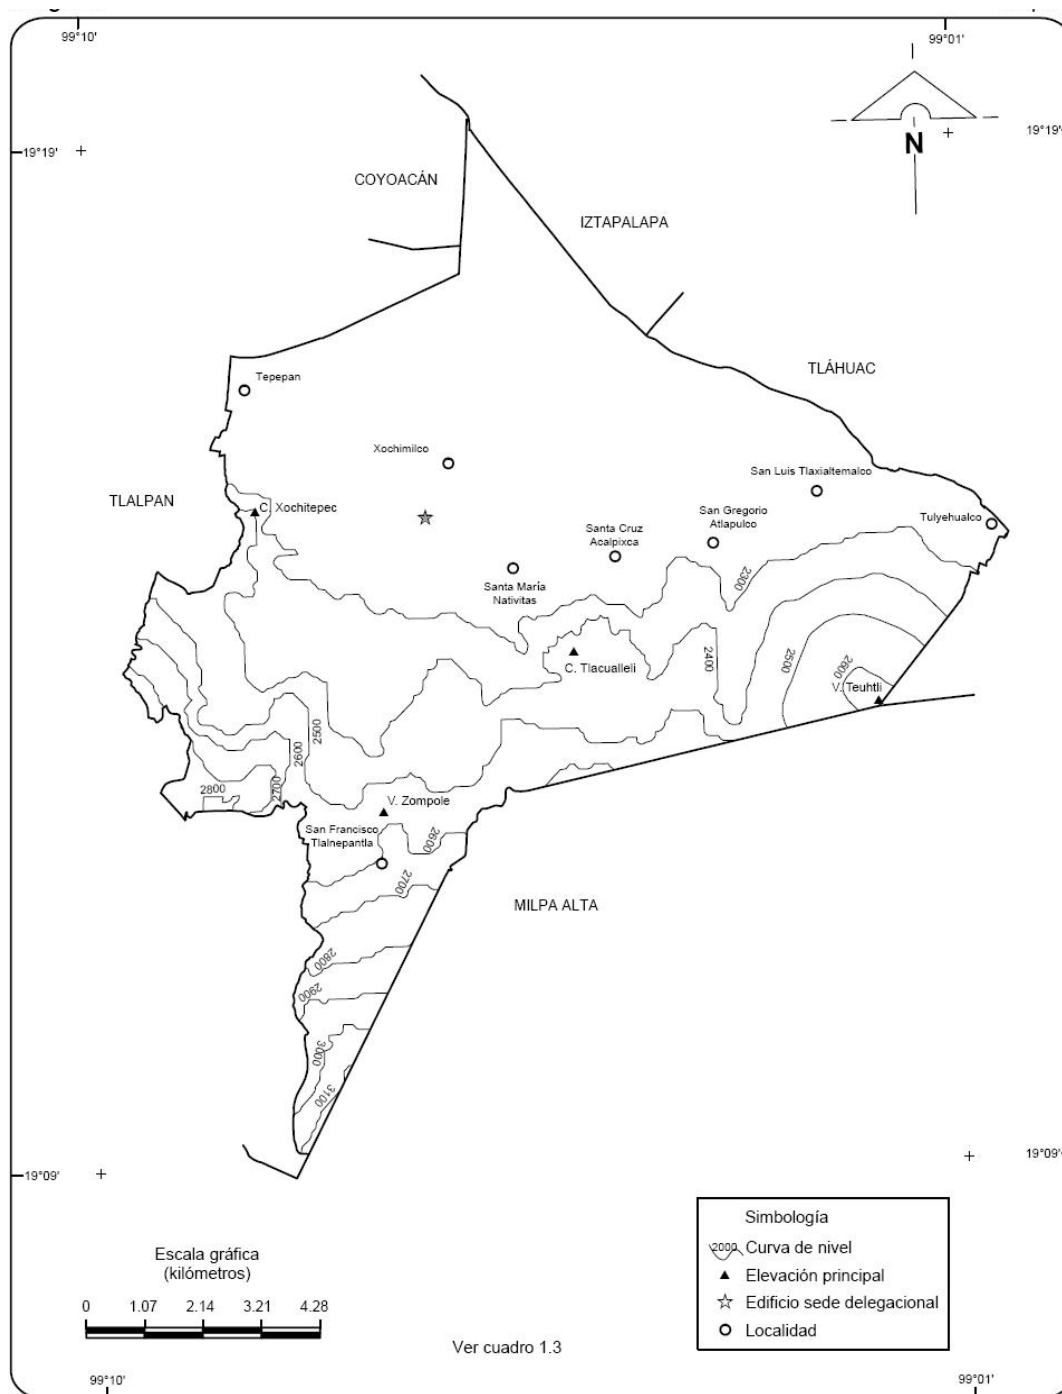 99°10'
99°01'
19°19'
19°19'
N
COYOACÁN
IZTAPALAPA
TLÁHUAC
Tepepan
Xochimilco
San Luis Tlaxialtemalco
TLALPAN
C. Xochitepec
San Gregorio
Atlapulco
Tulyehualco
Santa Cruz
Acalpixca
Santa María
Nativitas
2300
C. Tlacualleli
2400
2500
2600
V. Teuhtli
2500
2600
2700
2800
V. Zompole
San Francisco
Tlalnepantla
2600
2700
MILPA ALTA
2800
2900
3000
3100
19°09'
19°09'
Escala gráfica
(kilómetros)
0 1.07 2.14 3.21 4.28
Ver cuadro 1.3
Simbología
2000 Curva de nivel
Elevación principal
Edificio sede delegacional
Localidad
99°10'
99°01'